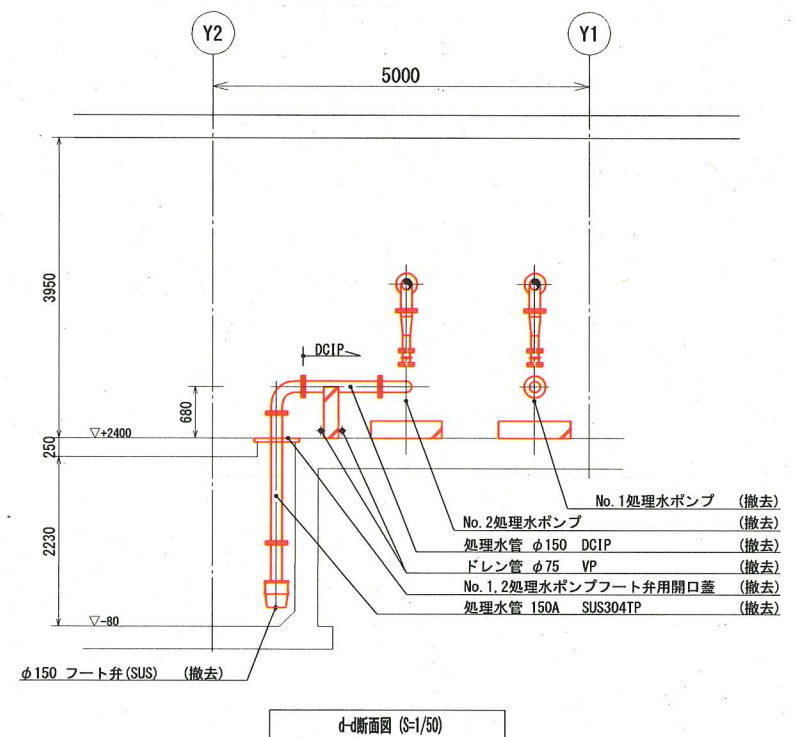 Y2
Y1
5000
3950
DCIP
680
▽+2400
250
2230
▽-80
No.1処理水ポンプ (撤去)
No.2処理水ポンプ (撤去)
処理水管 φ150 DCIP (撤去)
ドレン管 φ75 VP (撤去)
No.1,2処理水ポンプフート弁用開口蓋 (撤去)
処理水管 150A SUS304TP (撤去)
φ150 フート弁(SUS) (撤去)
d-d断面図 (S=1/50)